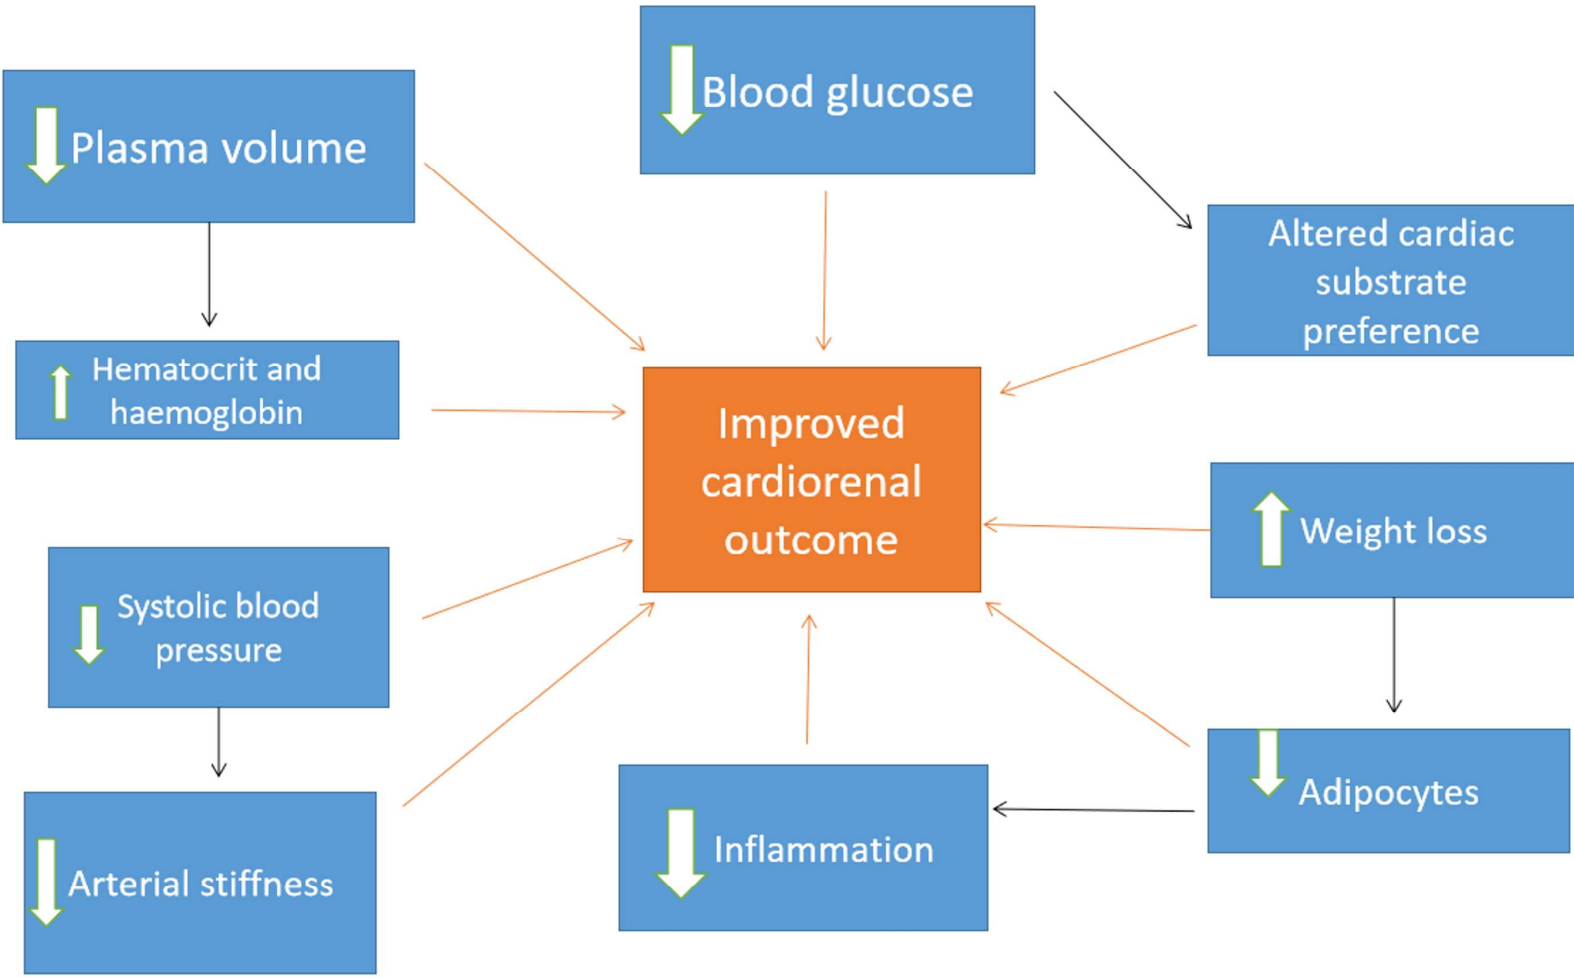 Blood glucose
Plasma volume
Altered cardiac
substrate
preference
Hematocrit and
haemoglobin
Improved
cardiorenal
outcome
Weight loss
Systolic blood
pressure
Adipocytes
Inflammation
Arterial stiffness